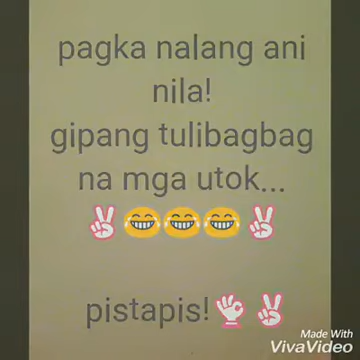 pagka nalang ani
nila!
gipang tulibagbag
na mga utok...
✌😂😂😂✌
pistapis!👌✌
Made With
VivaVideo